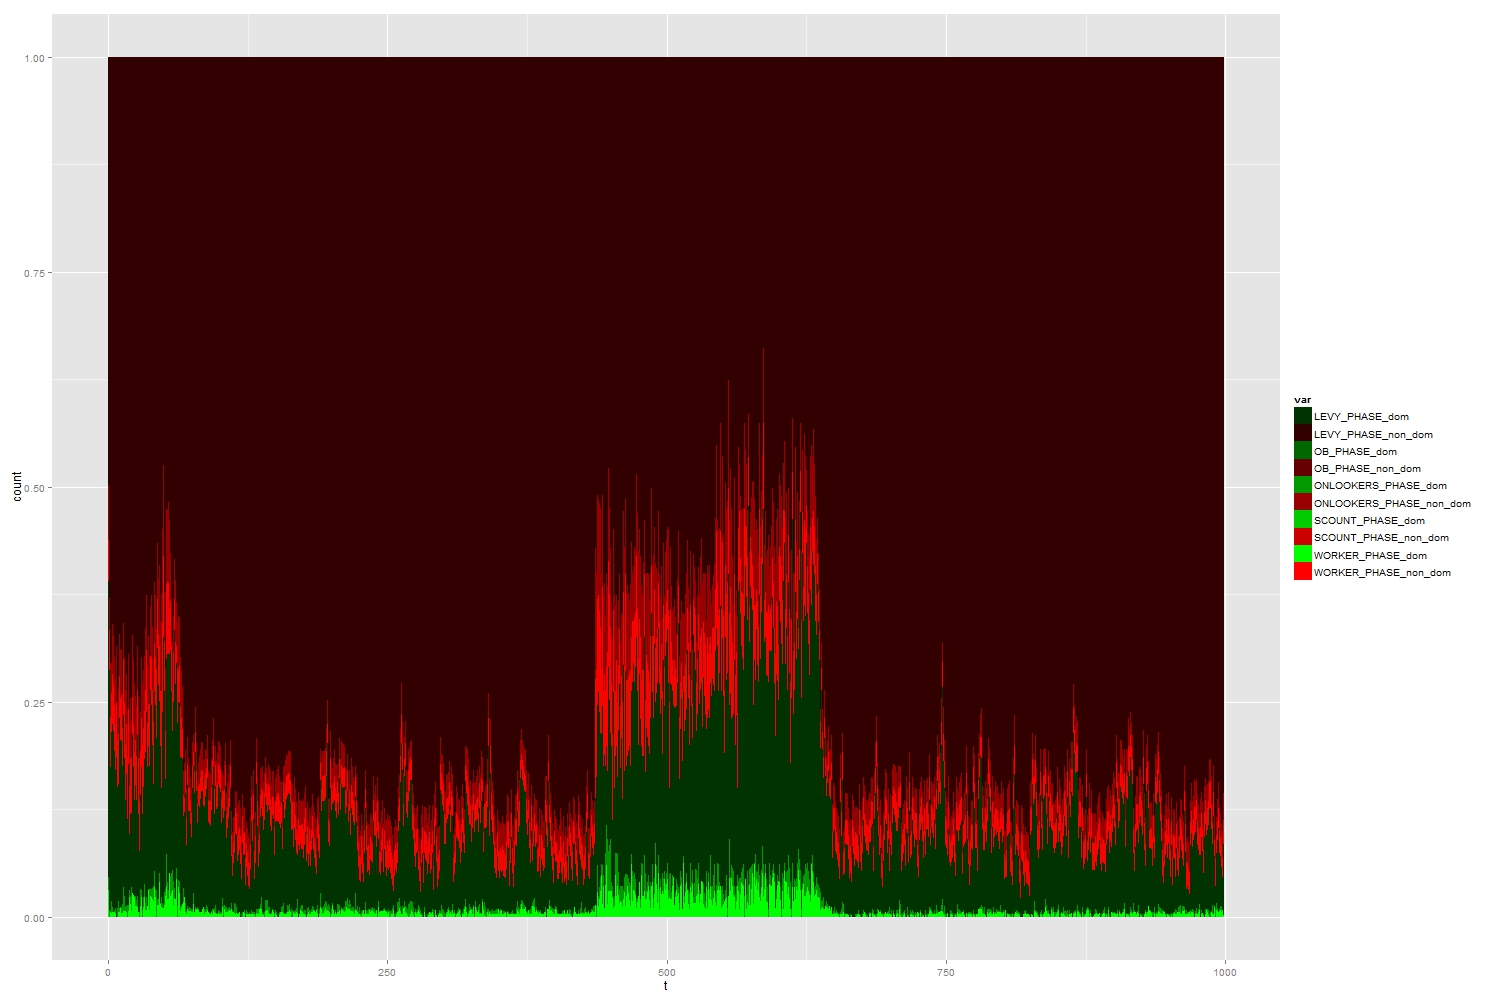 1.00
0.75
0.50
0.25
0.00
count
0
250
500
750
1000
t
var
LEVY_PHASE_dom
LEVY_PHASE_non_dom
OB_PHASE_dom
OB_PHASE_non_dom
ONLOOKERS_PHASE_dom
ONLOOKERS_PHASE_non_dom
SCOUNT_PHASE_dom
SCOUNT_PHASE_non_dom
WORKER_PHASE_dom
WORKER_PHASE_non_dom